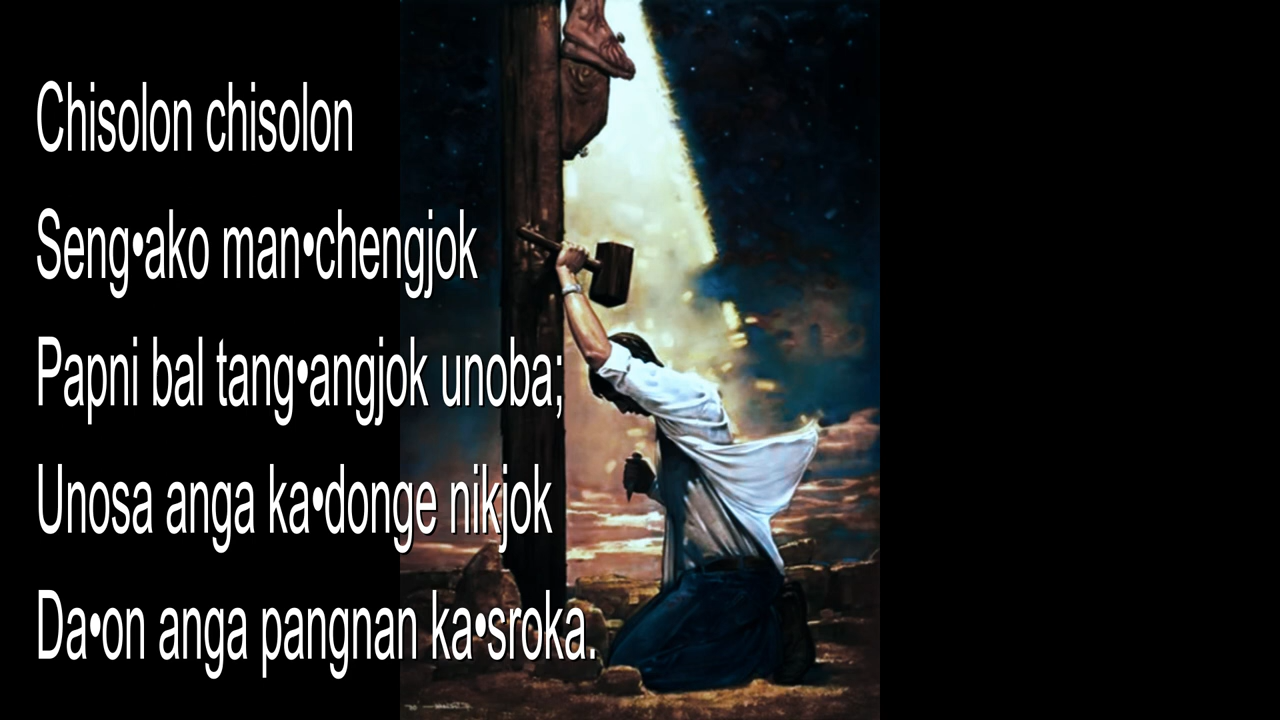 Chisolon chisolon
Seng•ako man•chengjok
Papni bal tang•angjok unoba;
Unosa anga ka•donge nikjok
Da•on anga pangnan ka•sroka.